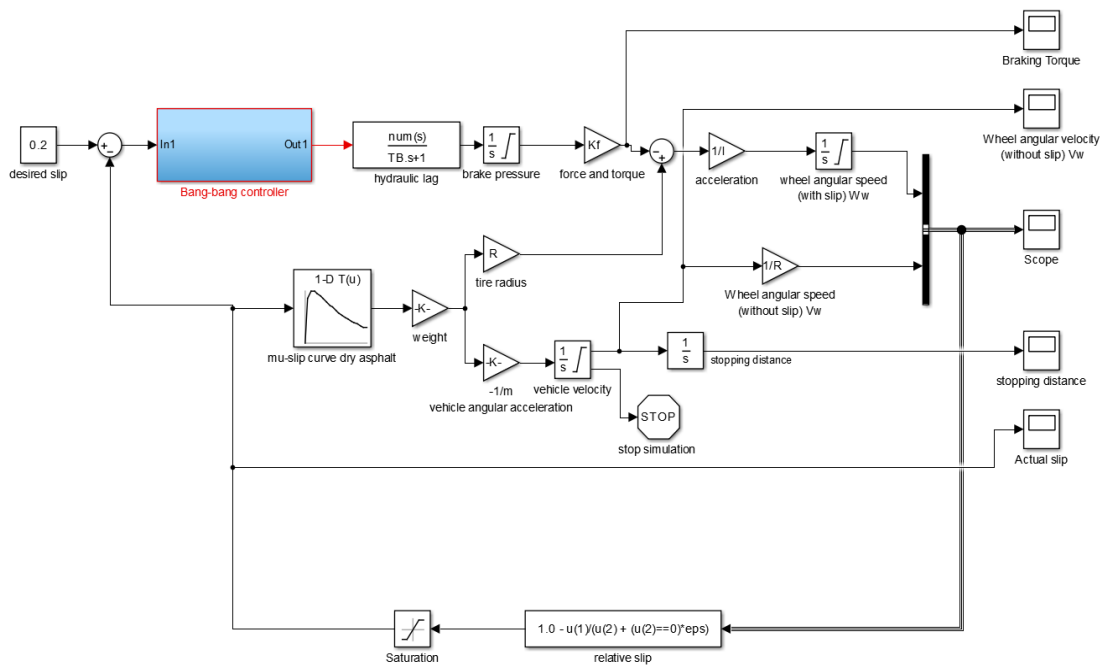 Braking Torque
0.2
desired slip
+
−
In1
Out1
Bang-bang controller
num(s)
TB.s+1
hydraulic lag
1
s
brake pressure
Kf
force and torque
−
+
1/I
acceleration
1
s
wheel angular speed
(with slip) Ww
Wheel angular velocity
(without slip) Vw
Scope
R
tire radius
1/R
Wheel angular speed
(without slip) Vw
1-D T(u)
mu-slip curve dry asphalt
-K-
weight
-K-
-1/m
vehicle angular acceleration
1
s
vehicle velocity
1
s
stopping distance
stopping distance
STOP
stop simulation
Actual slip
Saturation
1.0 - u(1)/(u(2) + (u(2)==0)*eps)
relative slip